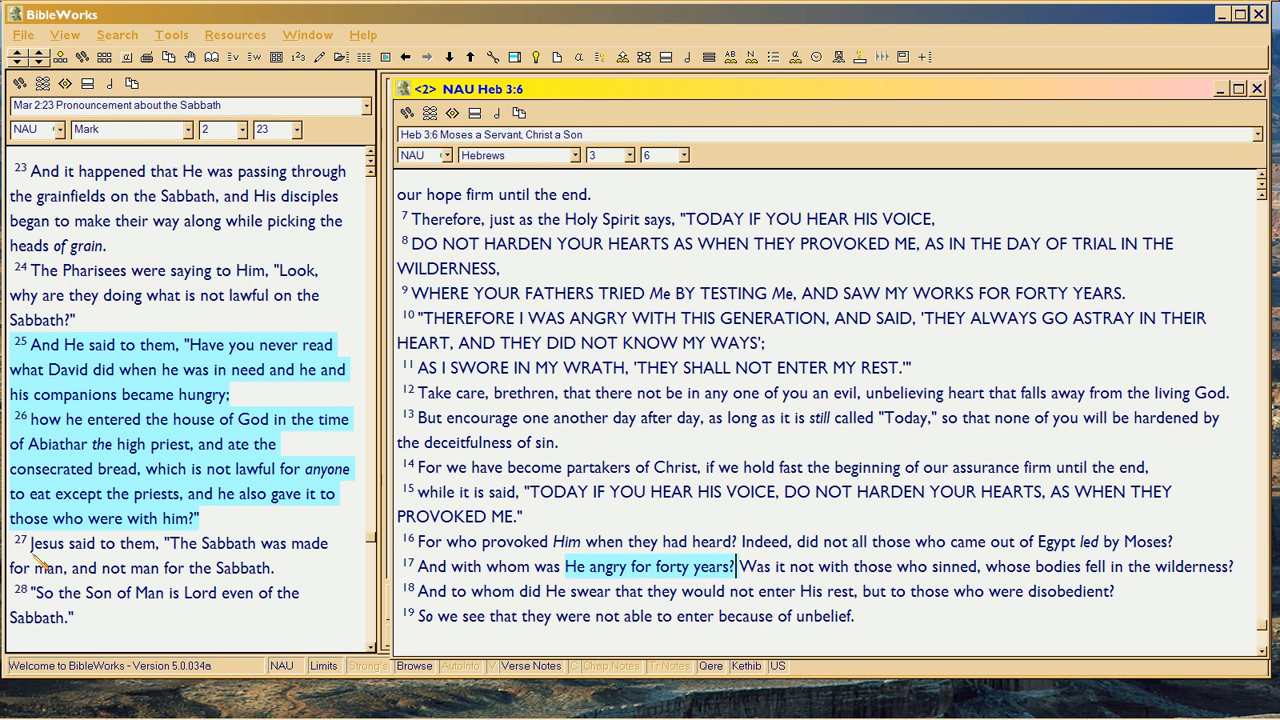 BibleWorks
File View Search Tools Resources Window Help
Mar 2:23 Pronouncement about the Sabbath
NAU Mark 2 23
23 And it happened that He was passing through
the grainfields on the Sabbath, and His disciples
began to make their way along while picking the
heads of grain.
24 The Pharisees were saying to Him, "Look,
why are they doing what is not lawful on the
Sabbath?"
25 And He said to them, "Have you never read
what David did when he was in need and he and
his companions became hungry;
26 how he entered the house of God in the time
of Abiathar the high priest, and ate the
consecrated bread, which is not lawful for anyone
to eat except the priests, and he also gave it to
those who were with him?"
27 Jesus said to them, "The Sabbath was made
for man, and not man for the Sabbath.
28 "So the Son of Man is Lord even of the
Sabbath."
<2> NAU Heb 3:6
Heb 3:6 Moses a Servant, Christ a Son
NAU Hebrews 3 6
our hope firm until the end.
7 Therefore, just as the Holy Spirit says, "TODAY IF YOU HEAR HIS VOICE,
8 DO NOT HARDEN YOUR HEARTS AS WHEN THEY PROVOKED ME, AS IN THE DAY OF TRIAL IN THE
WILDERNESS,
9 WHERE YOUR FATHERS TRIED Me BY TESTING Me, AND SAW MY WORKS FOR FORTY YEARS.
10 "THEREFORE I WAS ANGRY WITH THIS GENERATION, AND SAID, 'THEY ALWAYS GO ASTRAY IN THEIR
HEART, AND THEY DID NOT KNOW MY WAYS';
11 AS I SWORE IN MY WRATH, 'THEY SHALL NOT ENTER MY REST.'"
12 Take care, brethren, that there not be in any one of you an evil, unbelieving heart that falls away from the living God.
13 But encourage one another day after day, as long as it is still called "Today," so that none of you will be hardened by
the deceitfulness of sin.
14 For we have become partakers of Christ, if we hold fast the beginning of our assurance firm until the end,
15 while it is said, "TODAY IF YOU HEAR HIS VOICE, DO NOT HARDEN YOUR HEARTS, AS WHEN THEY
PROVOKED ME."
16 For who provoked Him when they had heard? Indeed, did not all those who came out of Egypt led by Moses?
17 And with whom was He angry for forty years? Was it not with those who sinned, whose bodies fell in the wilderness?
18 And to whom did He swear that they would not enter His rest, but to those who were disobedient?
19 So we see that they were not able to enter because of unbelief.
Welcome to BibleWorks - Version 5.0.034a NAU Limits Strong's Browse AutoInfo V Verse Notes C Chap Notes Tr Notes Qere Kethib US